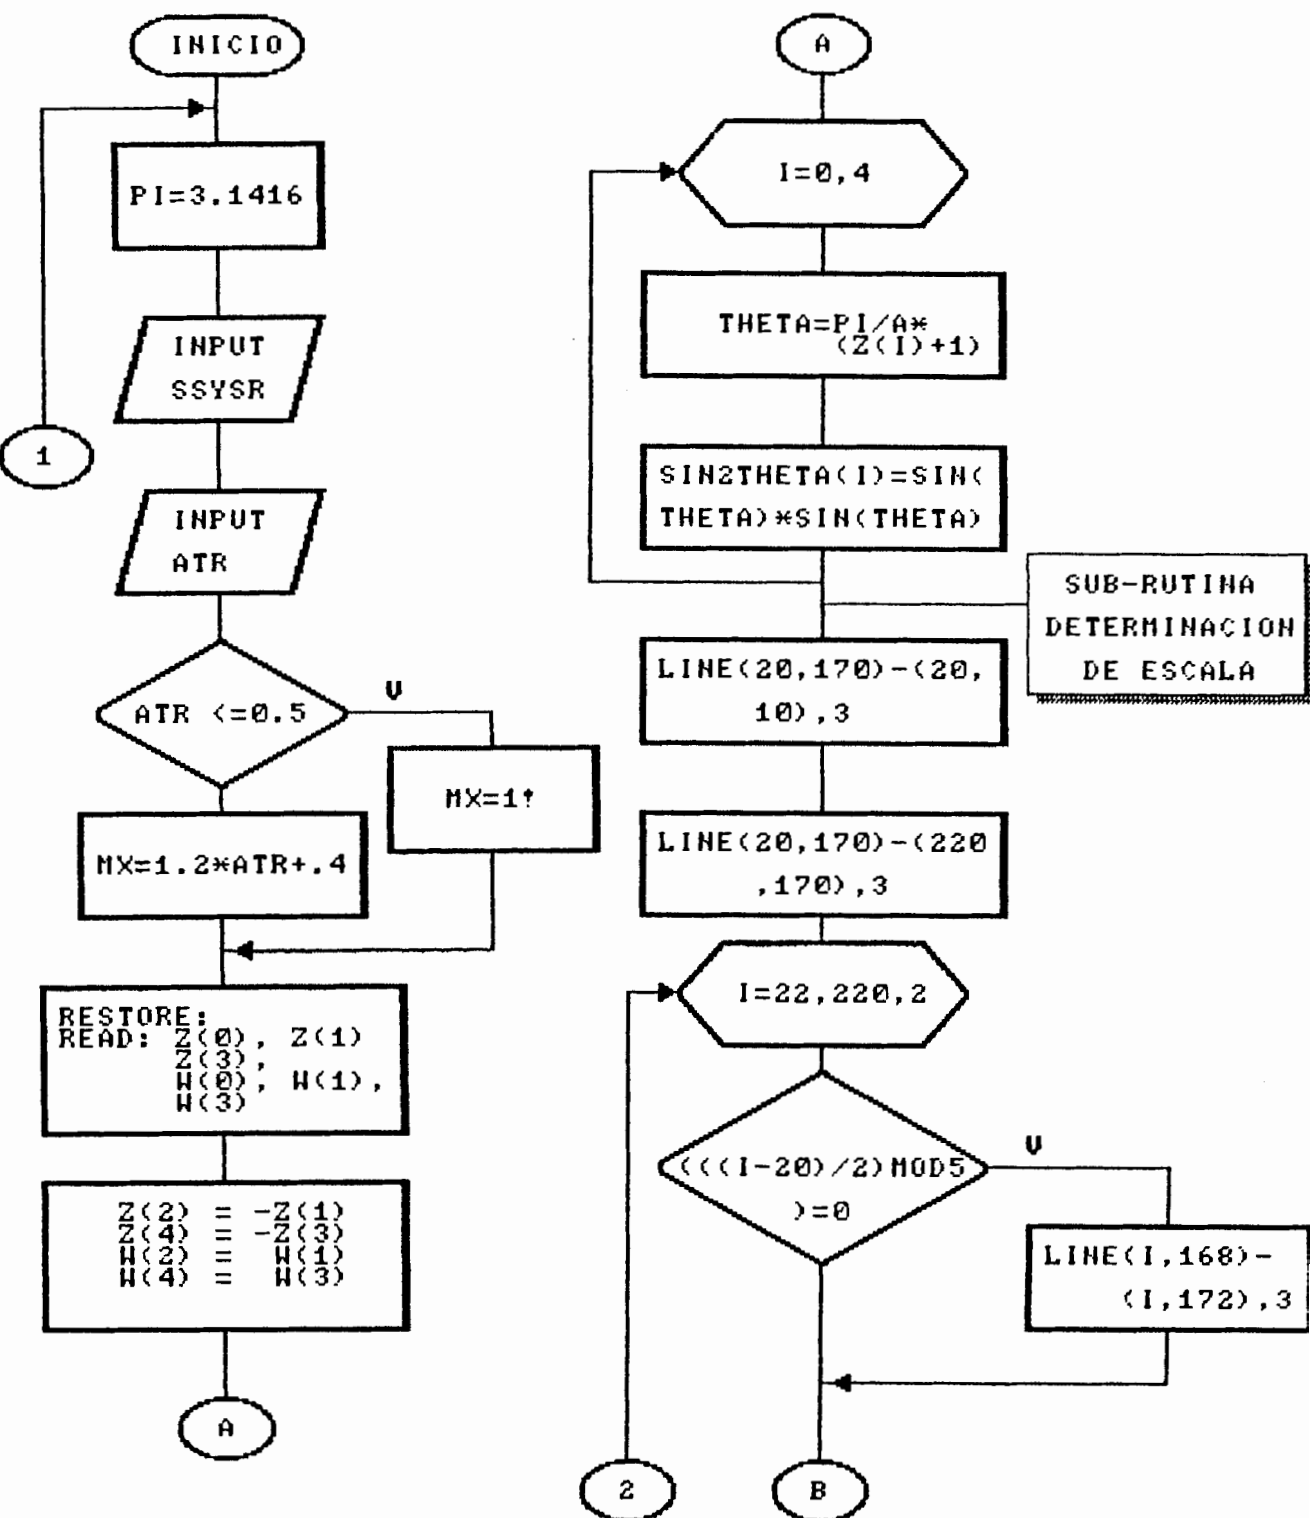 INICIO
PI=3.1416
INPUT
SSYSR
1
INPUT
ATR
ATR <=0.5
V
MX=1!
MX=1.2*ATR+.4
RESTORE:
READ: Z(0), Z(1)
Z(3),
W(0), W(1),
W(3)
Z(2) = -Z(1)
Z(4) = -Z(3)
W(2) = W(1)
W(4) = W(3)
A
A
I=0,4
THETA=PI/A*
(Z(I)+1)
SIN2THETA(I)=SIN(
THETA)*SIN(THETA)
SUB-RUTINA
DETERMINACION
DE ESCALA
LINE(20,170)-(20,
10),3
LINE(20,170)-(220
,170),3
I=22,220,2
(((I-20)/2)MOD5
)=0
V
LINE(I,168)-
(I,172),3
2
B